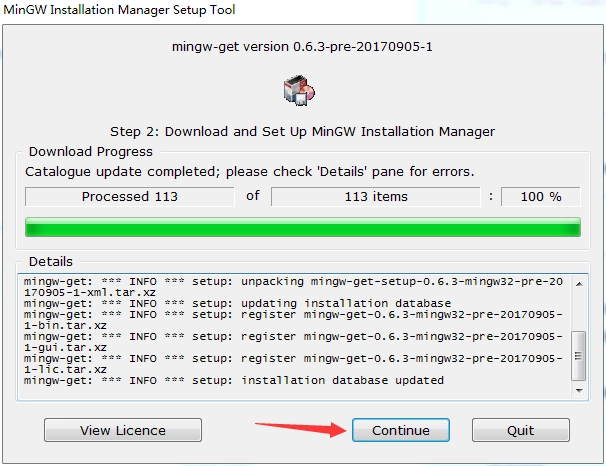 MinGW Installation Manager Setup Tool
mingw-get version 0.6.3-pre-20170905-1
Step 2: Download and Set Up MinGW Installation Manager
Download Progress
Catalogue update completed; please check 'Details' pane for errors.
Processed 113 of 113 items : 100 %
Details
mingw-get: *** INFO *** setup: unpacking mingw-get-setup-0.6.3-mingw32-pre-20
170905-1-xml.tar.xz
mingw-get: *** INFO *** setup: updating installation database
mingw-get: *** INFO *** setup: register mingw-get-0.6.3-mingw32-pre-20170905-
1-bin.tar.xz
mingw-get: *** INFO *** setup: register mingw-get-0.6.3-mingw32-pre-20170905-
1-gui.tar.xz
mingw-get: *** INFO *** setup: register mingw-get-0.6.3-mingw32-pre-20170905-
1-lic.tar.xz
mingw-get: *** INFO *** setup: installation database updated
View Licence Continue Quit